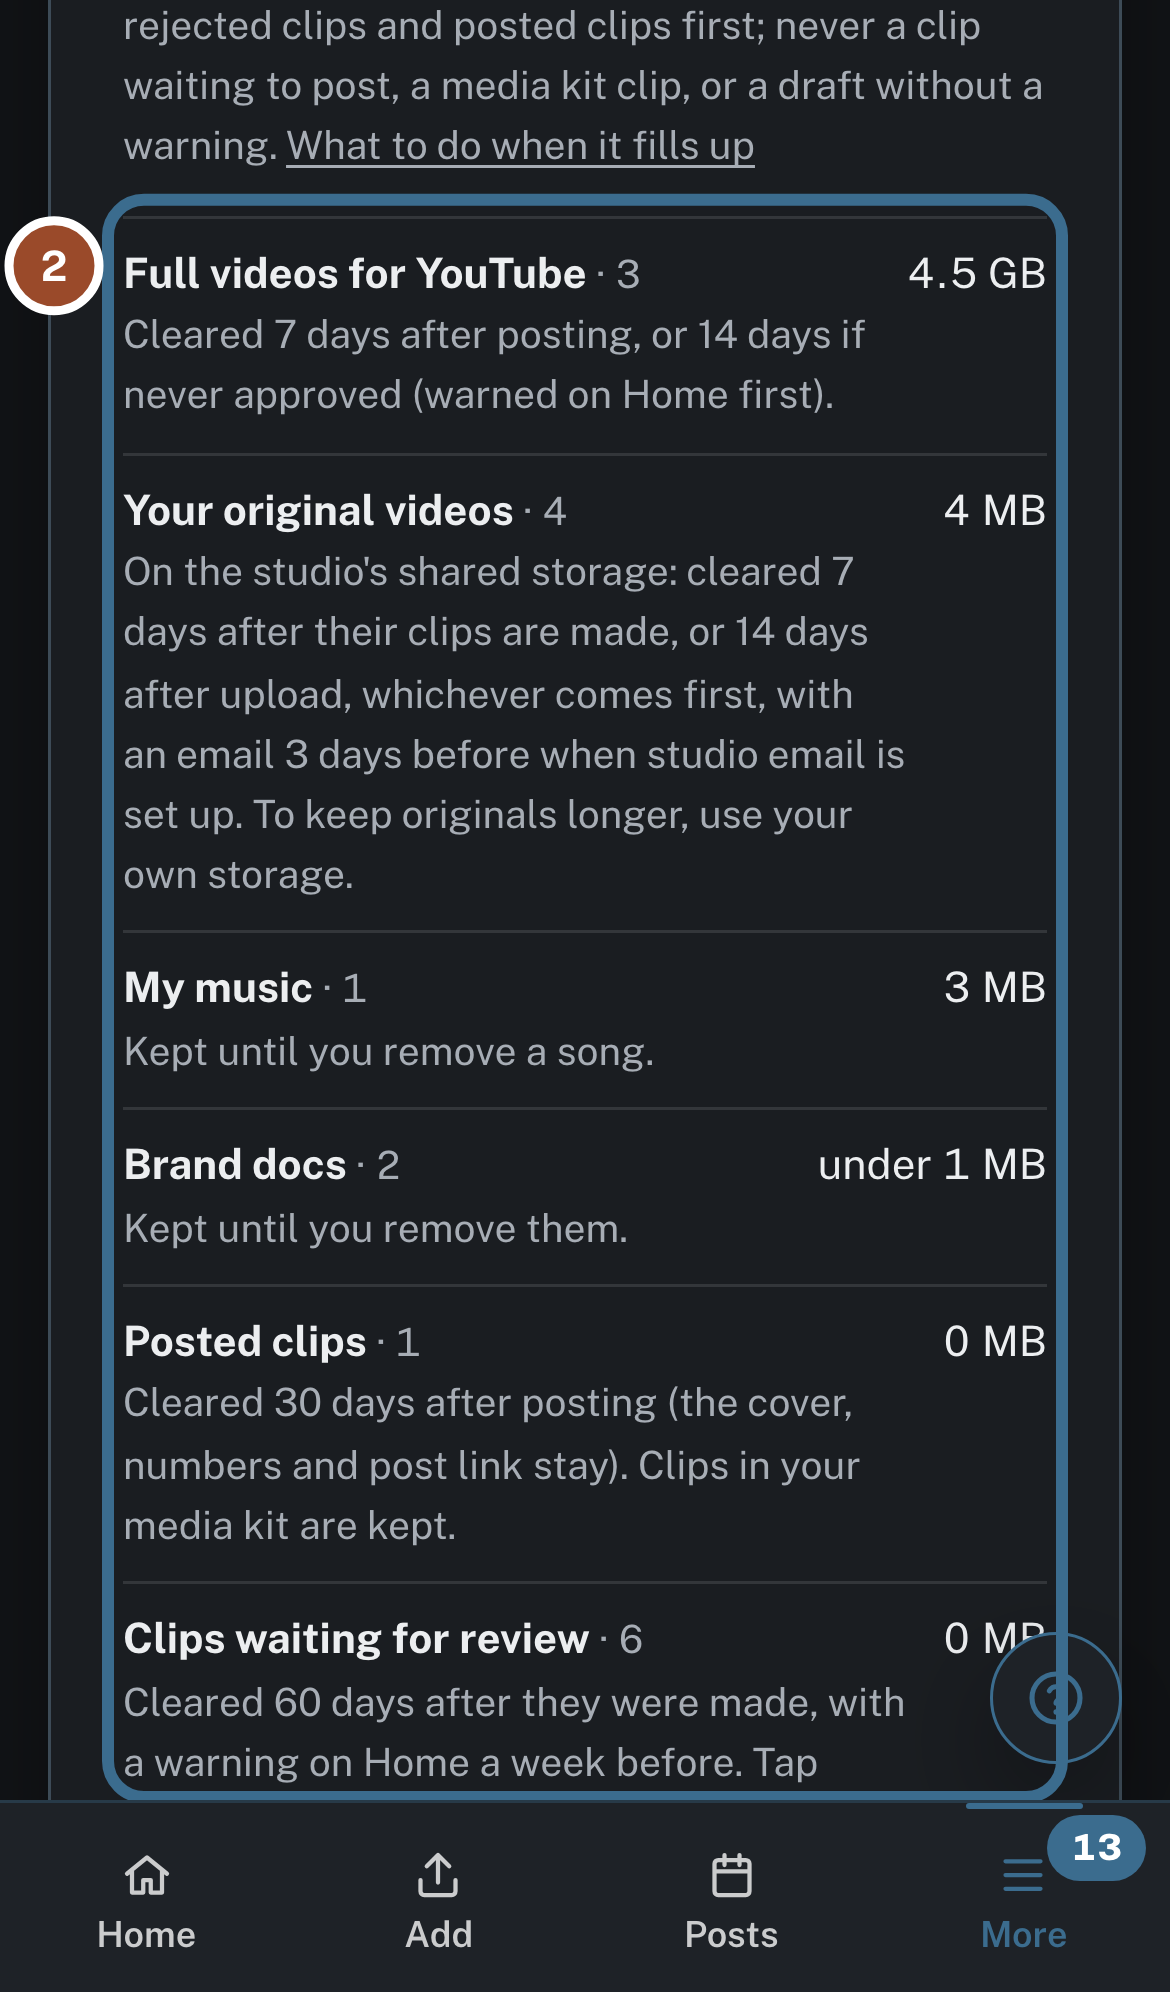 rejected clips and posted clips first; never a clip
waiting to post, a media kit clip, or a draft without a
warning. What to do when it fills up
2
Full videos for YouTube · 3 4.5 GB
Cleared 7 days after posting, or 14 days if
never approved (warned on Home first).
Your original videos · 4 4 MB
On the studio's shared storage: cleared 7
days after their clips are made, or 14 days
after upload, whichever comes first, with
an email 3 days before when studio email is
set up. To keep originals longer, use your
own storage.
My music · 1 3 MB
Kept until you remove a song.
Brand docs · 2 under 1 MB
Kept until you remove them.
Posted clips · 1 0 MB
Cleared 30 days after posting (the cover,
numbers and post link stay). Clips in your
media kit are kept.
Clips waiting for review · 6 0 MB
Cleared 60 days after they were made, with
a warning on Home a week before. Tap
?
13
Home Add Posts More